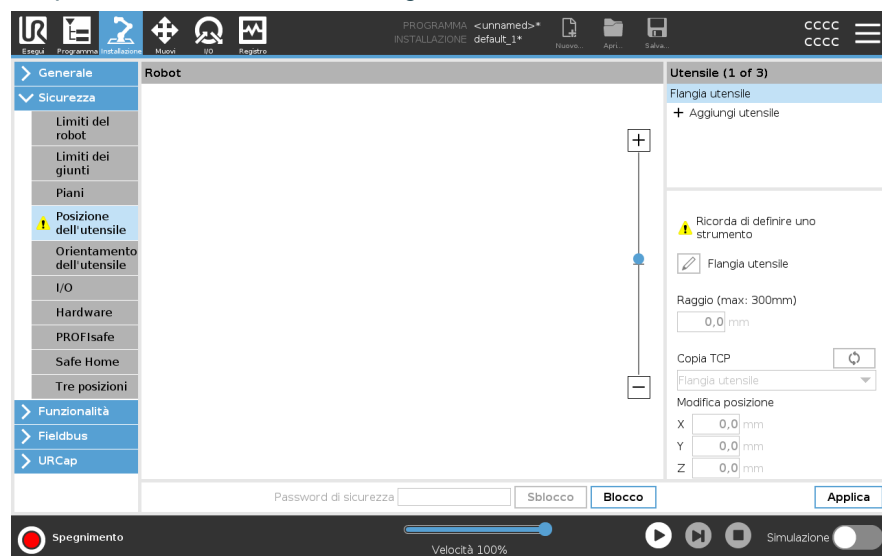 PROGRAMMA <unnamed>*
INSTALLAZIONE default_1*
Esegui
Programma
Installazione
Muovi
I/O
Registro
Nuovo...
Apri...
Salva...
CCCC
CCCC
Generale
Sicurezza
Limiti del
robot
Limiti dei
giunti
Piani
Posizione
dell'utensile
Orientamento
dell'utensile
I/O
Hardware
PROFIsafe
Safe Home
Tre posizioni
Funzionalità
Fieldbus
URCap
Robot
Utensile (1 of 3)
Flangia utensile
+ Aggiungi utensile
Ricorda di definire uno
strumento
Flangia utensile
Raggio (max: 300mm)
0,0 mm
Copia TCP
Flangia utensile
Modifica posizione
X 0,0 mm
Y 0,0 mm
Z 0,0 mm
Password di sicurezza
Sblocco
Blocco
Applica
Spegnimento
Velocità 100%
Simulazione